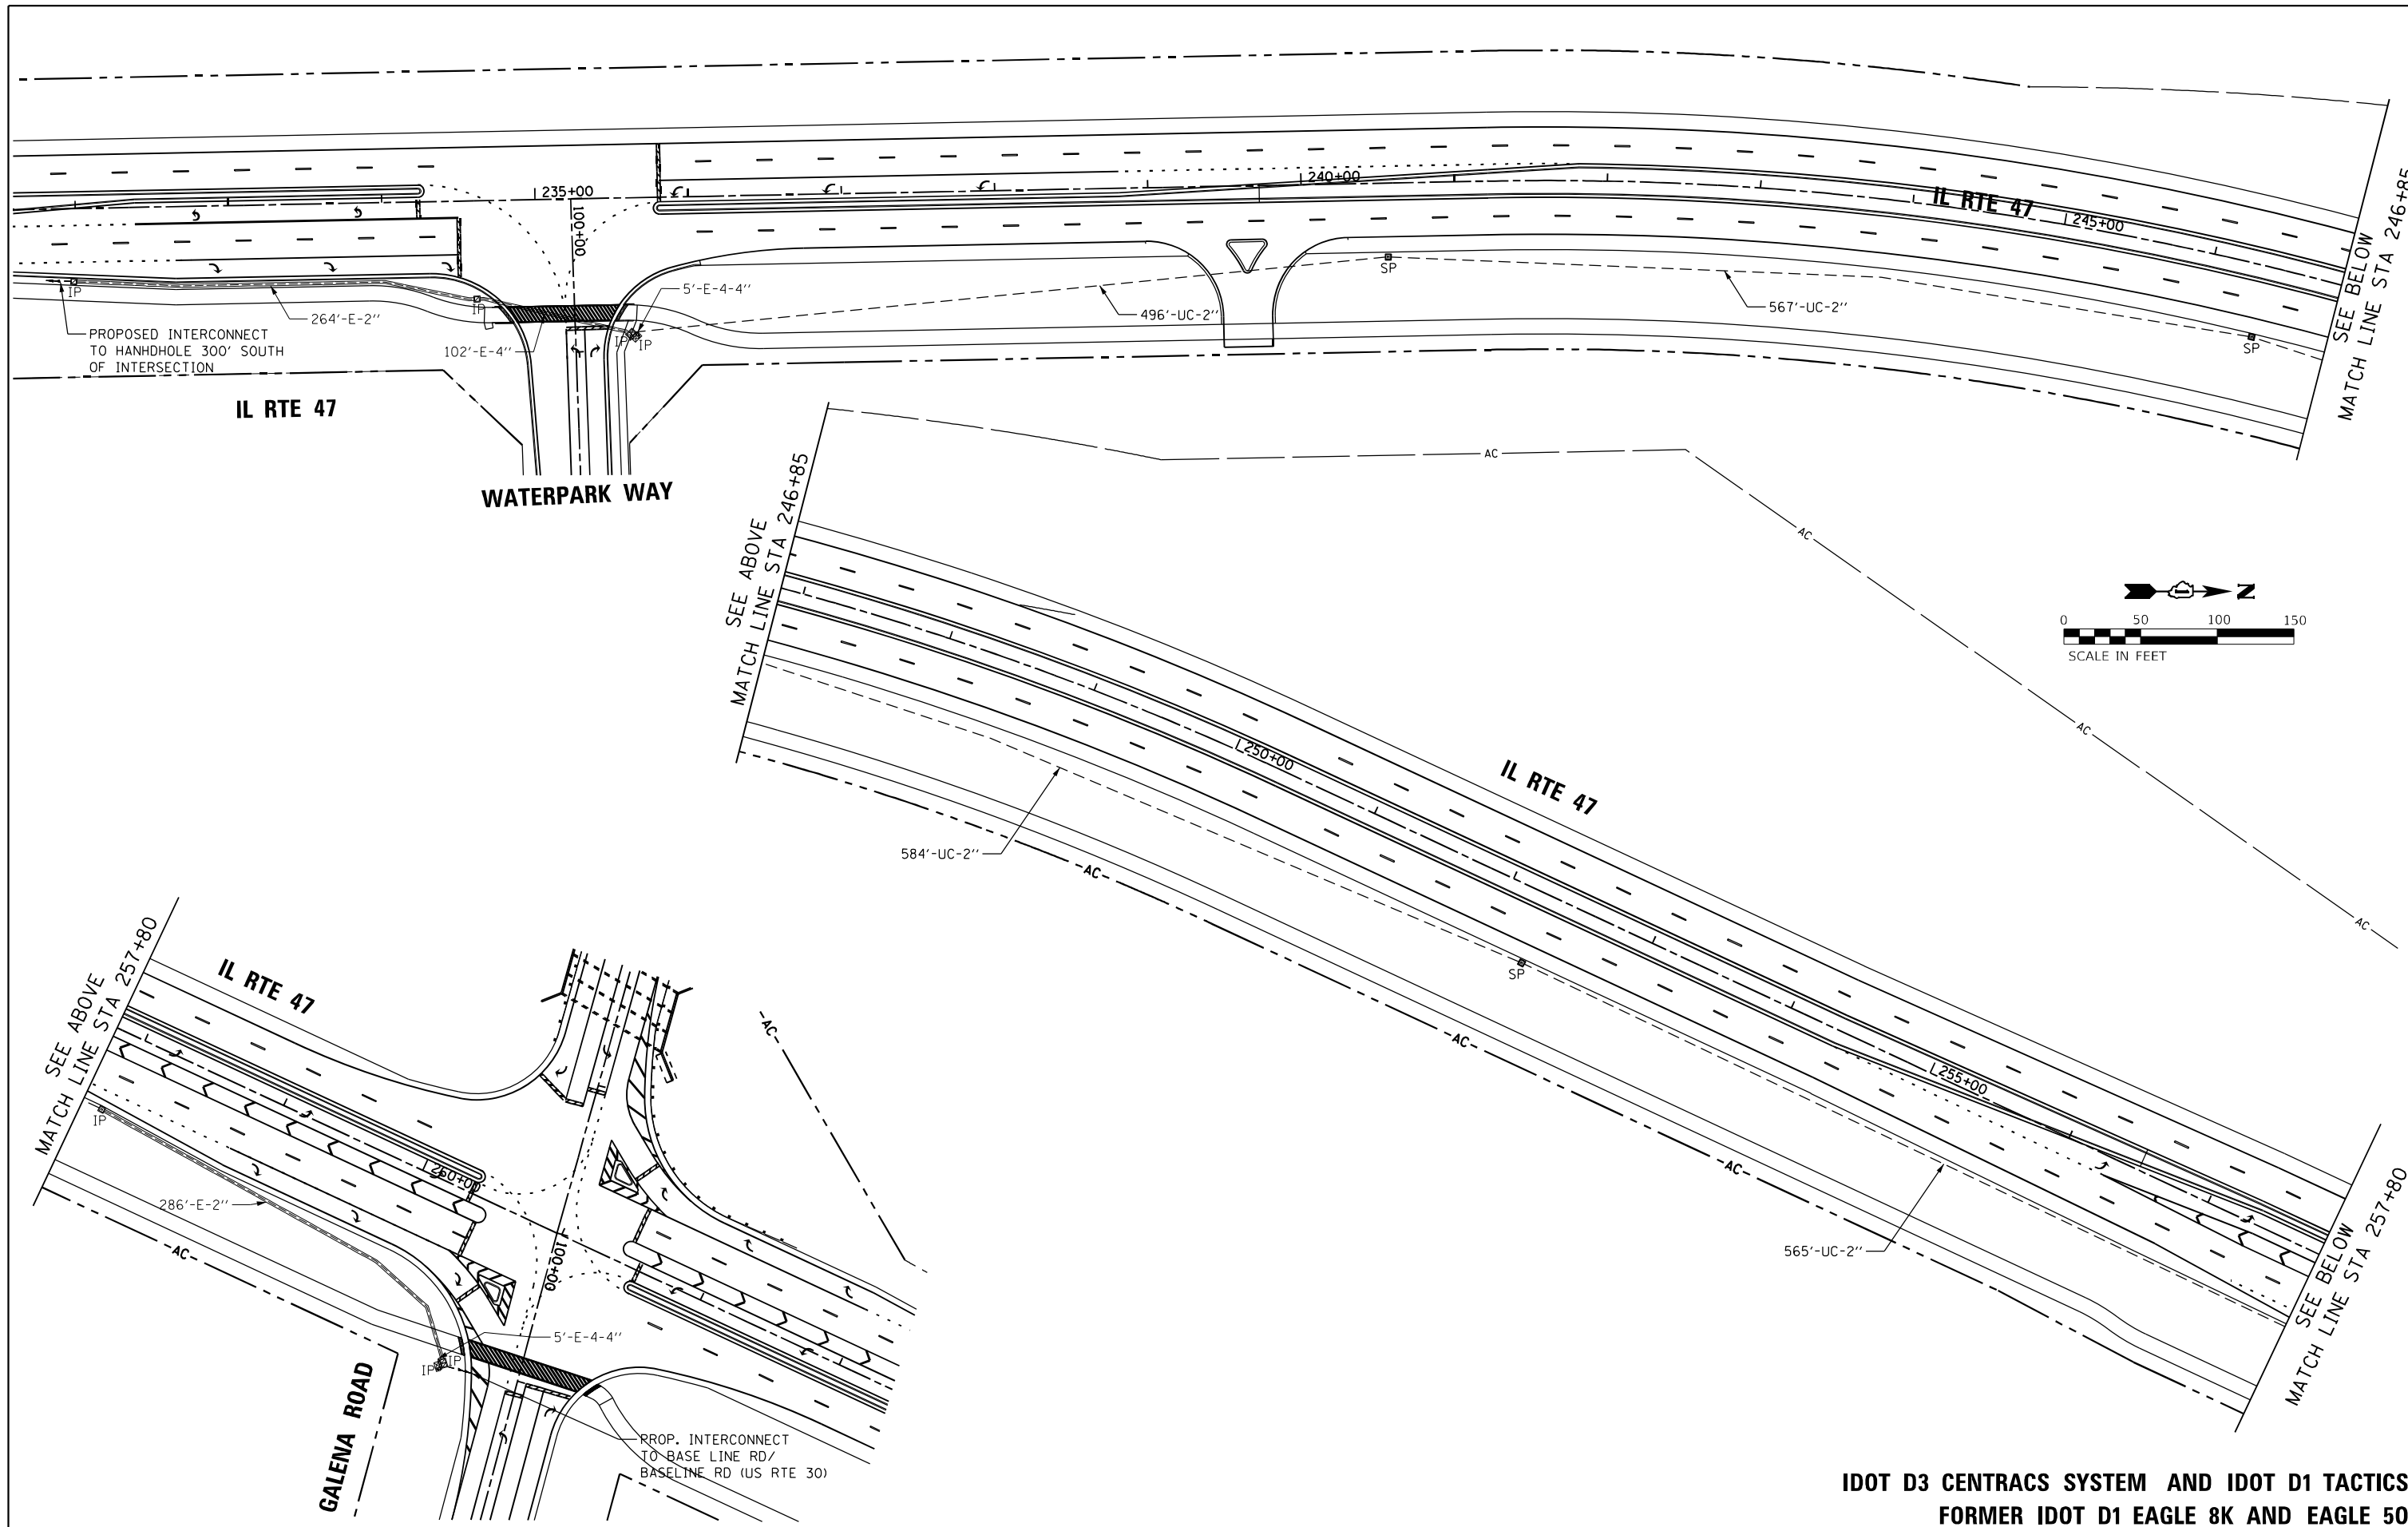 235+00
100+00
240+00
IL RTE 47
245+00
SEE BELOW
MATCH LINE STA 246+85
IP
IP
264'-E-2"
PROPOSED INTERCONNECT
TO HANHDHOLE 300' SOUTH
OF INTERSECTION
102'-E-4"
IP
IP
5'-E-4-4"
496'-UC-2"
SP
567'-UC-2"
SP
IL RTE 47
WATERPARK WAY
SEE ABOVE
MATCH LINE STA 246+85
AC
AC
AC
AC
N
0 50 100 150
SCALE IN FEET
250+00
IL RTE 47
584'-UC-2"
AC
SP
AC
AC
255+00
565'-UC-2"
SEE BELOW
MATCH LINE STA 257+80
SEE ABOVE
MATCH LINE STA 257+80
IL RTE 47
AC
IP
260+00
286'-E-2"
AC
100+00
5'-E-4-4"
IP
IP
GALENA ROAD
PROP. INTERCONNECT
TO BASE LINE RD/
BASELINE RD (US RTE 30)
IDOT D3 CENTRACS SYSTEM AND IDOT D1 TACTICS
FORMER IDOT D1 EAGLE 8K AND EAGLE 50